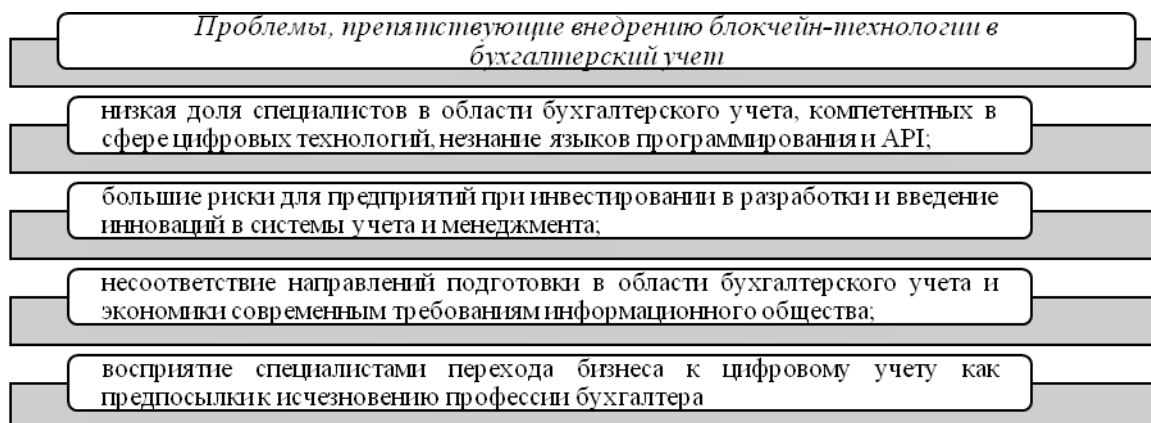 Проблемы, препятствующие внедрению блокчейн-технологии в
бухгалтерский учет
низкая доля специалистов в области бухгалтерского учета, компетентных в
сфере цифровых технологий, незнание языков программирования и API;
большие риски для предприятий при инвестировании в разработки и введение
инноваций в системы учета и менеджмента;
несоответствие направлений подготовки в области бухгалтерского учета и
экономики современным требованиям информационного общества;
восприятие специалистами перехода бизнеса к цифровому учету как
предпосылки к исчезновению профессии бухгалтера